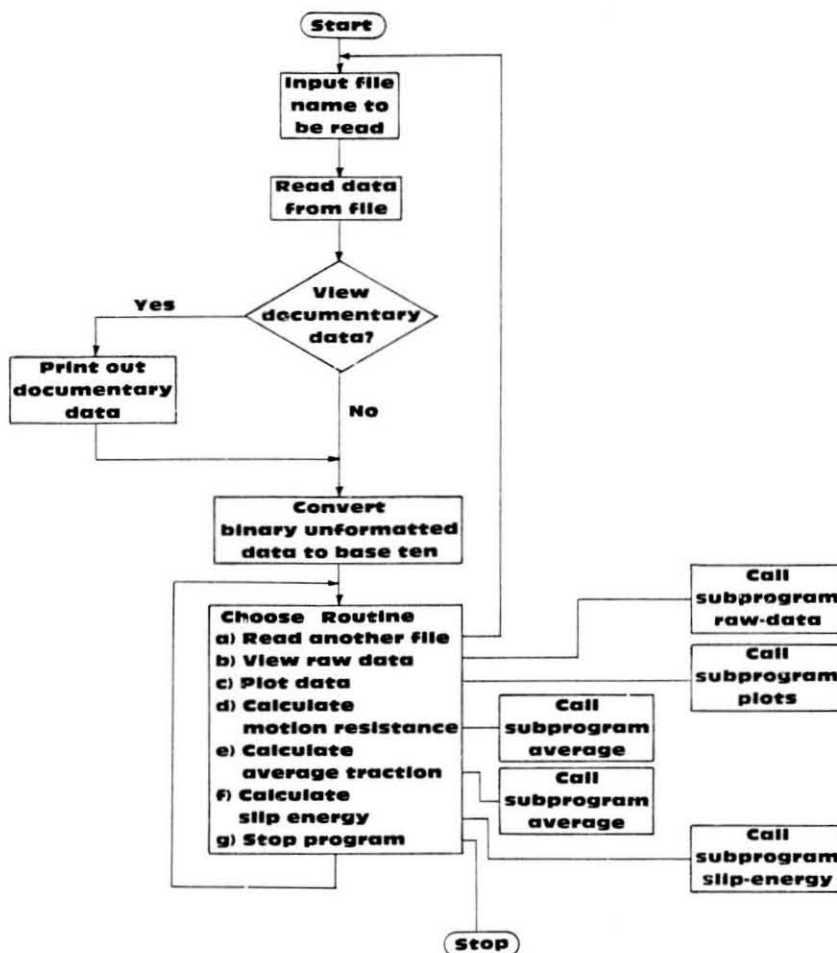 Start
Input file
name to
be read
Read data
from file
View
documentary
data?
Yes
Print out
documentary
data
No
Convert
binary unformatted
data to base ten
Choose Routine
a) Read another file
b) View raw data
c) Plot data
d) Calculate
motion resistance
e) Calculate
average traction
f) Calculate
slip energy
g) Stop program
Call
subprogram
raw-data
Call
subprogram
plots
Call
subprogram
average
Call
subprogram
average
Call
subprogram
slip-energy
Stop